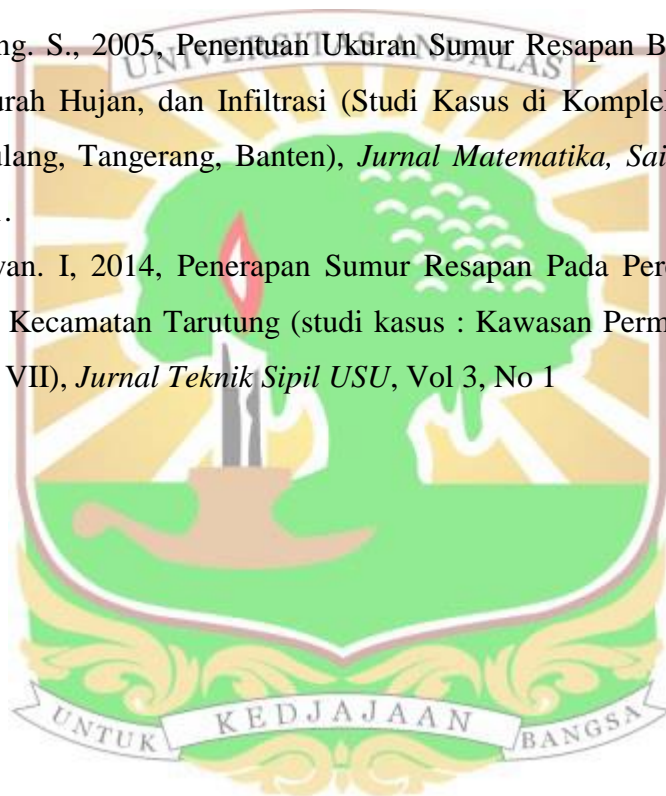 ng. S., 2005, Penentuan Ukuran Sumur Resapan B
UNIVERSITAS ANDALAS
urah Hujan, dan Infiltrasi (Studi Kasus di Komplek
ulang, Tangerang, Banten), Jurnal Matematika, Sai
.
van. I, 2014, Penerapan Sumur Resapan Pada Per
Kecamatan Tarutung (studi kasus : Kawasan Perm
VII), Jurnal Teknik Sipil USU, Vol 3, No 1
UNTUK KEDJAJAAN BANGSA